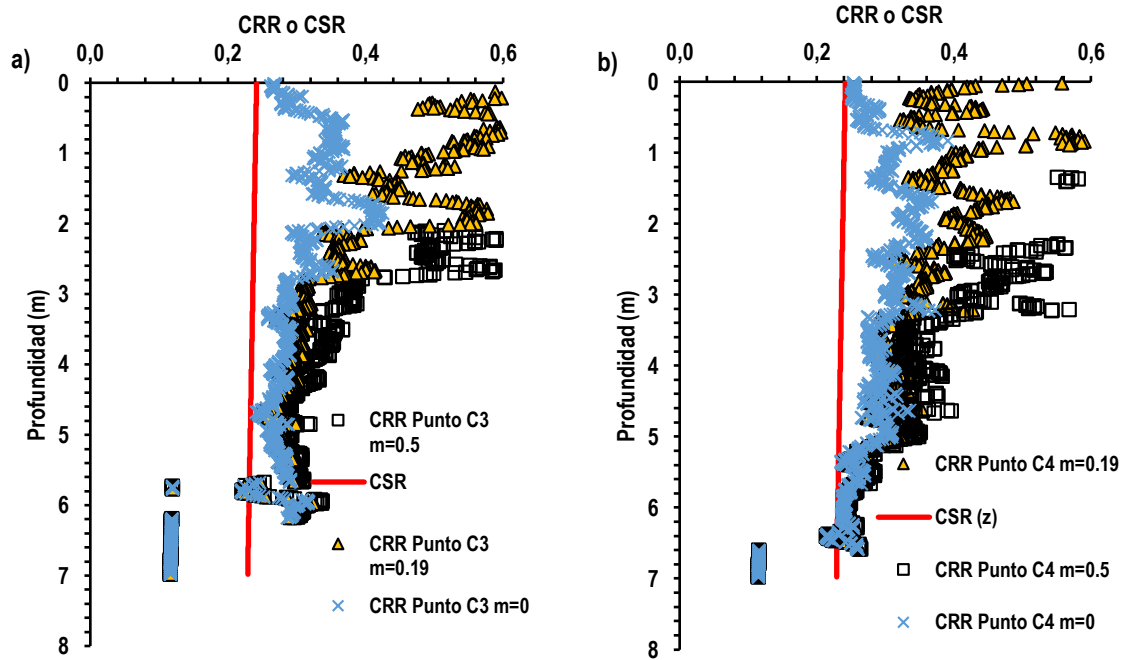 CRR o CSR
a)
0,0 0,2 0,4 0,6
0
1
2
3
4
5
6
7
8
Profundidad (m)
CRR Punto C3
m=0.5
CSR
CRR Punto C3
m=0.19
CRR Punto C3 m=0
CRR o CSR
b)
0,0 0,2 0,4 0,6
0
1
2
3
4
5
6
7
8
Profundidad (m)
CRR Punto C4 m=0.19
CSR (z)
CRR Punto C4 m=0.5
CRR Punto C4 m=0